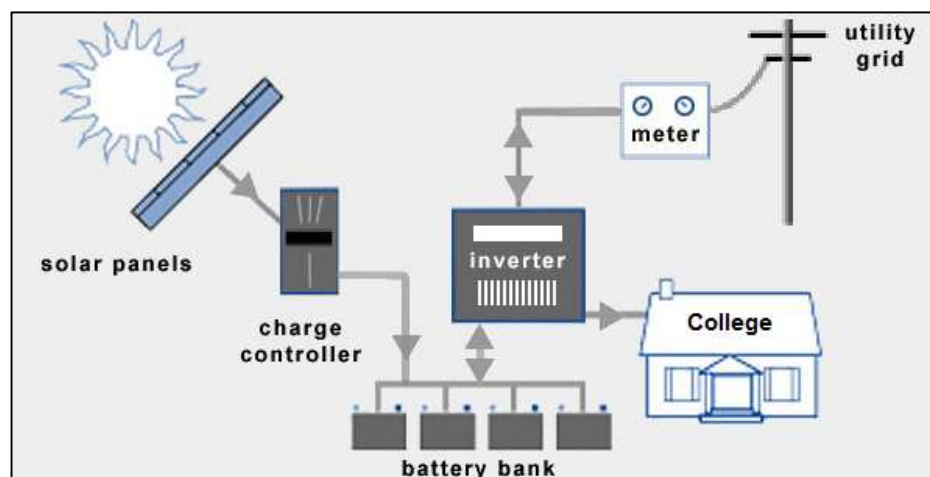 utility
grid
meter
inverter
solar panels
College
charge
controller
battery bank